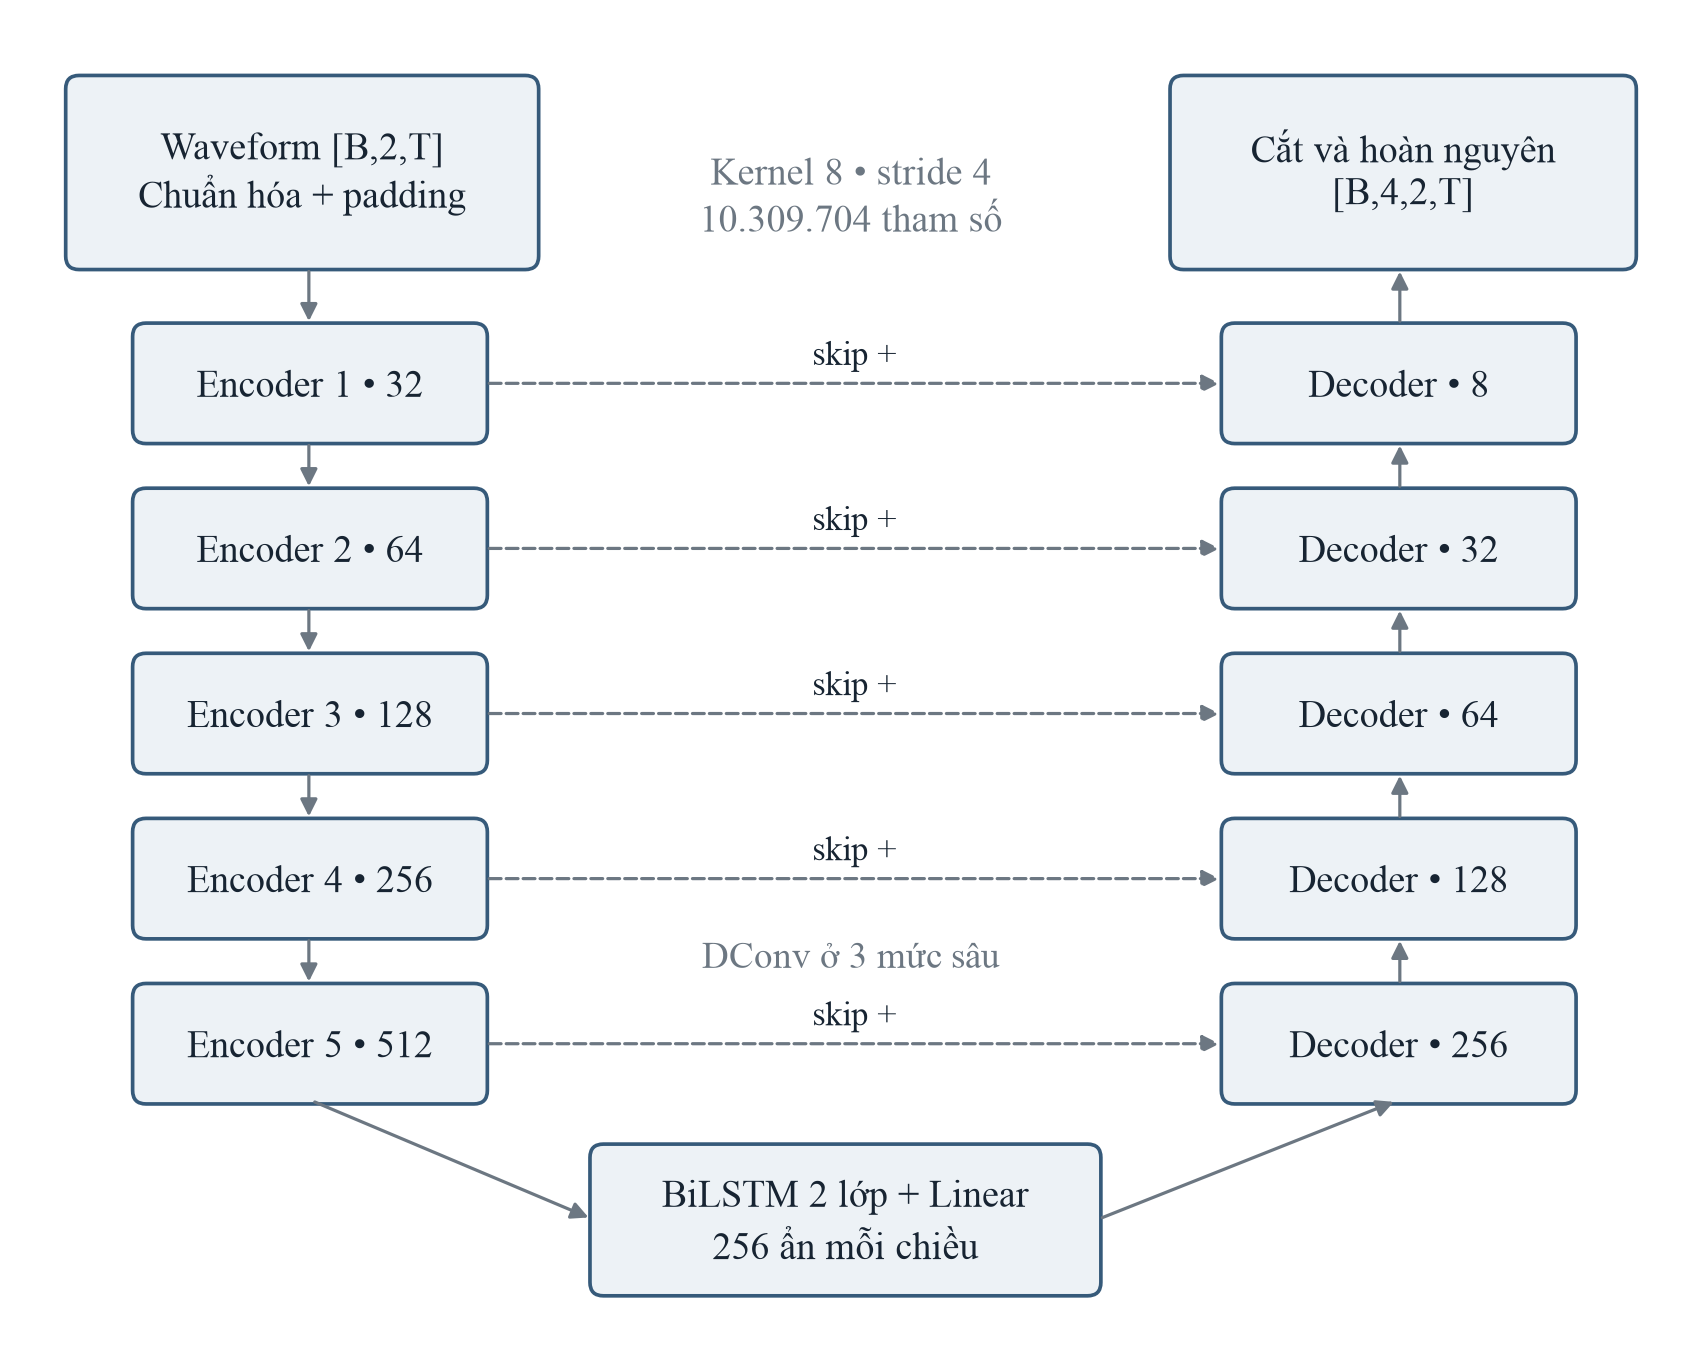 Waveform [B,2,T]
Chuẩn hóa + padding
Kernel 8 • stride 4
10.309.704 tham số
Cắt và hoàn nguyên
[B,4,2,T]
Encoder 1 • 32
skip +
Decoder • 8
Encoder 2 • 64
skip +
Decoder • 32
Encoder 3 • 128
skip +
Decoder • 64
Encoder 4 • 256
skip +
Decoder • 128
DConv ở 3 mức sâu
Encoder 5 • 512
skip +
Decoder • 256
BiLSTM 2 lớp + Linear
256 ẩn mỗi chiều